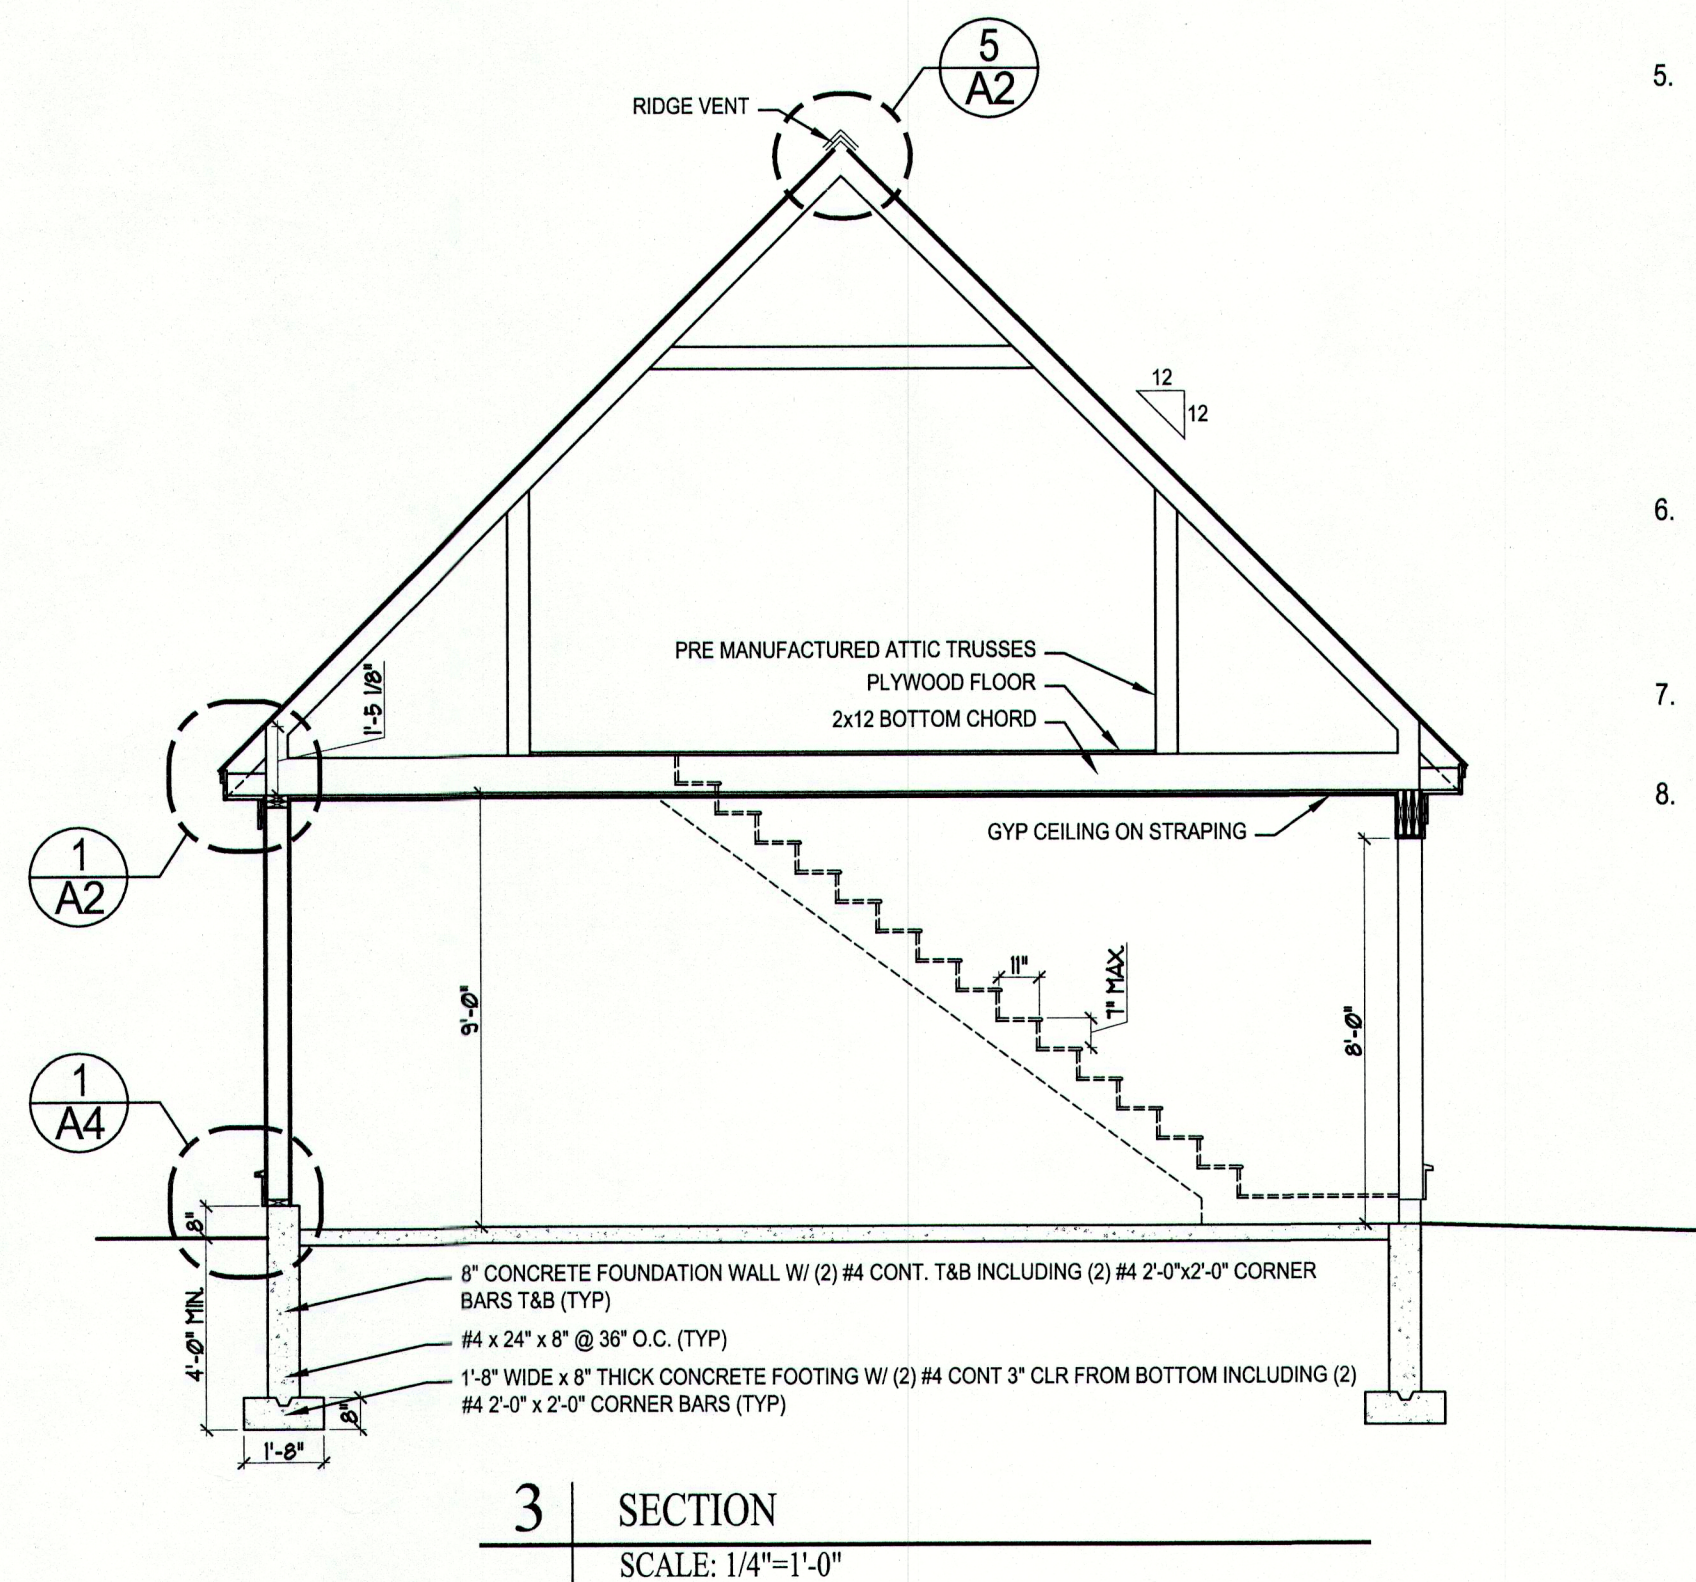 5
A2
5.
RIDGE VENT
12
12
6.
PRE MANUFACTURED ATTIC TRUSSES
1'-5 1/8"
PLYWOOD FLOOR
7.
2x12 BOTTOM CHORD
8.
GYP CEILING ON STRAPING
1
A2
11"
7" MAX.
9'-0"
8'-0"
1
A4
8"
8" CONCRETE FOUNDATION WALL W/ (2) #4 CONT. T&B INCLUDING (2) #4 2'-0"x2'-0" CORNER
BARS T&B (TYP)
4'-0" MIN.
#4 x 24" x 8" @ 36" O.C. (TYP)
1'-8" WIDE x 8" THICK CONCRETE FOOTING W/ (2) #4 CONT 3" CLR FROM BOTTOM INCLUDING (2)
#4 2'-0" x 2'-0" CORNER BARS (TYP)
8"
1'-8"
3 SECTION
SCALE: 1/4"=1'-0"